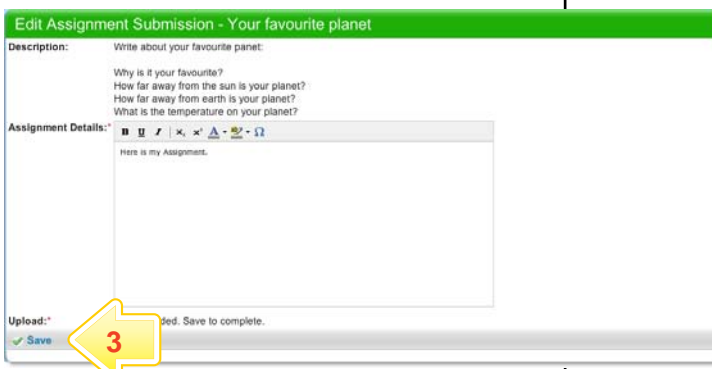 Edit Assignment Submission - Your favourite planet
Description: Write about your favourite panet:
Why is it your favourite?
How far away from the sun is your planet?
How far away from earth is your planet?
What is the temperature on your planet?
Assignment Details:* B U I x, x' A Ω
Here is my Assignment.
Upload:* ded. Save to complete.
Save 3